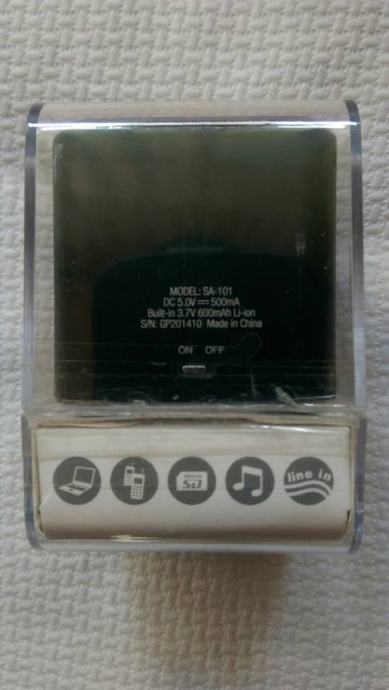 MODEL: SA-101
DC 5.0V⎓500mA
Built-in 3.7V 600mAh Li-ion
S/N: GP201410 Made in China
ON OFF
SD
line in